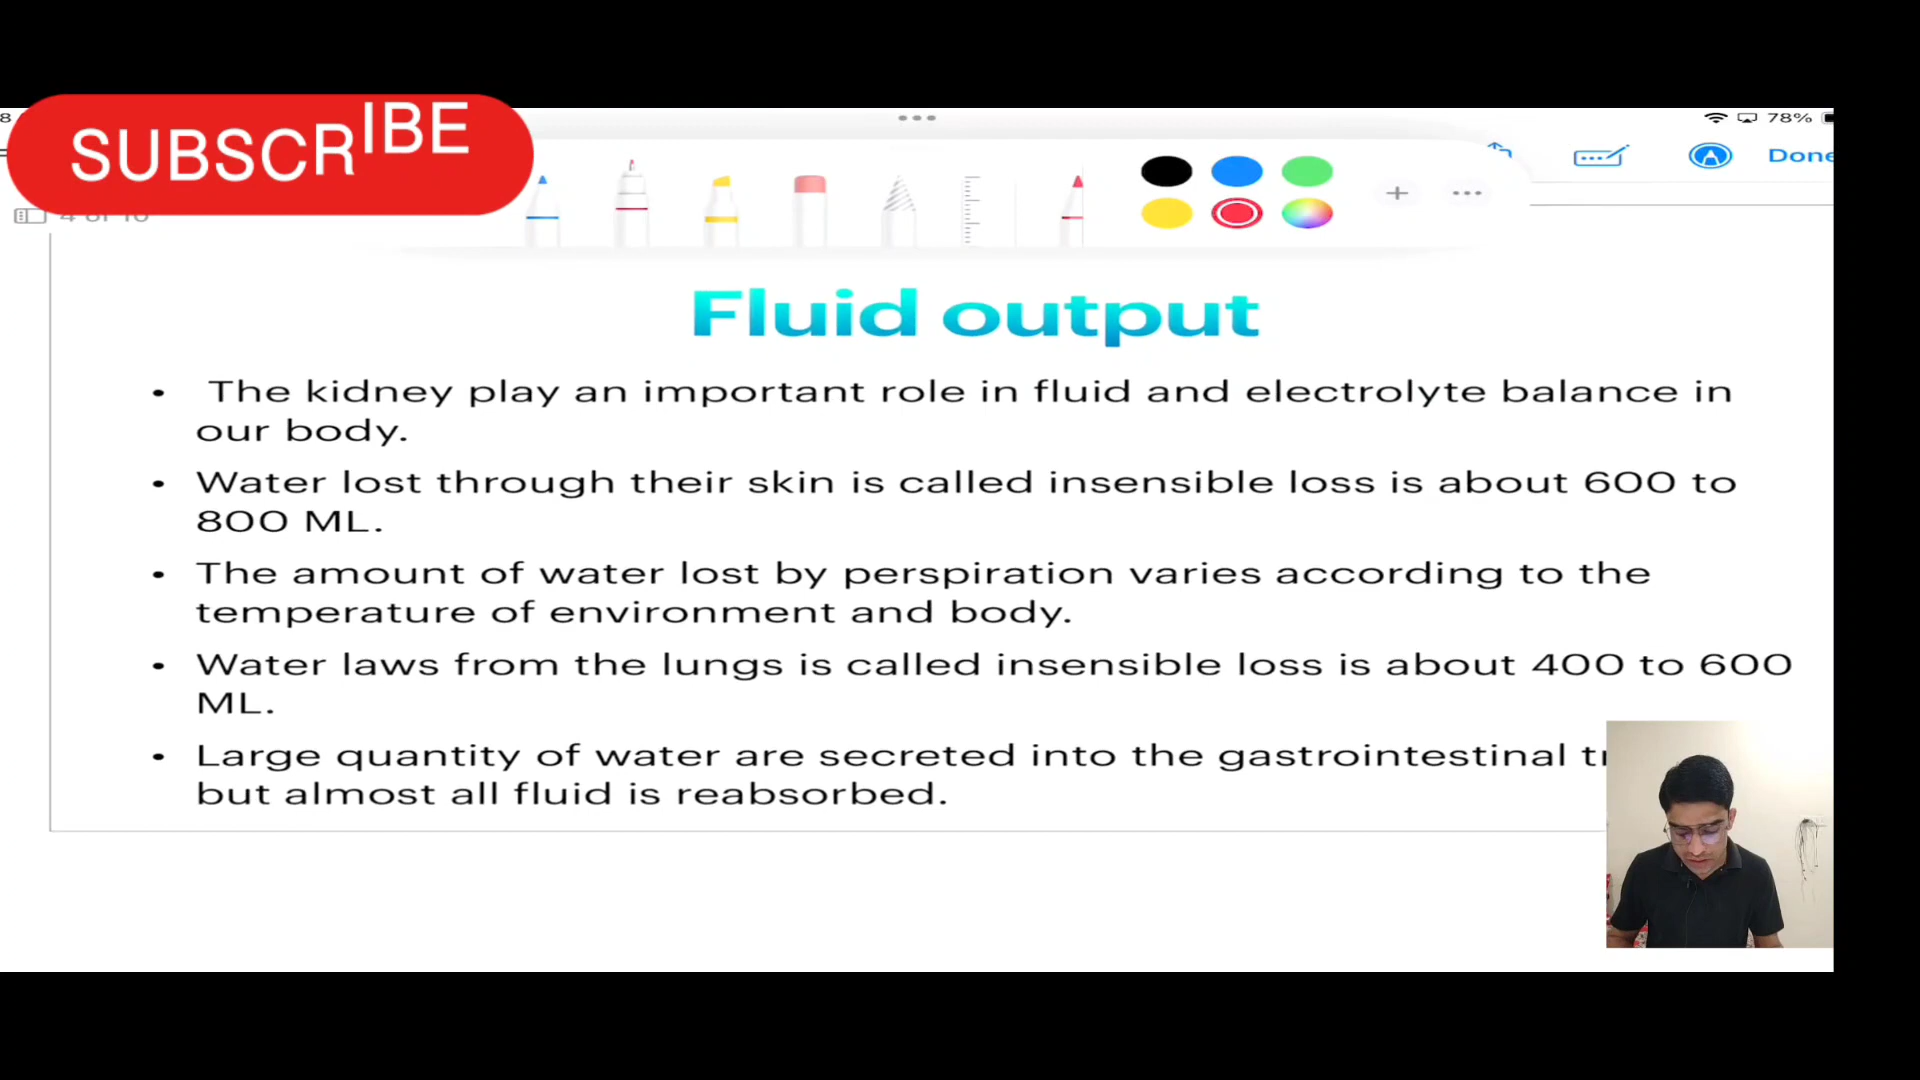 SUBSCRIBE
78%
Done
4 of 10
Fluid output
• The kidney play an important role in fluid and electrolyte balance in
our body.
• Water lost through their skin is called insensible loss is about 600 to
800 ML.
• The amount of water lost by perspiration varies according to the
temperature of environment and body.
• Water laws from the lungs is called insensible loss is about 400 to 600
ML.
• Large quantity of water are secreted into the gastrointestinal
but almost all fluid is reabsorbed.